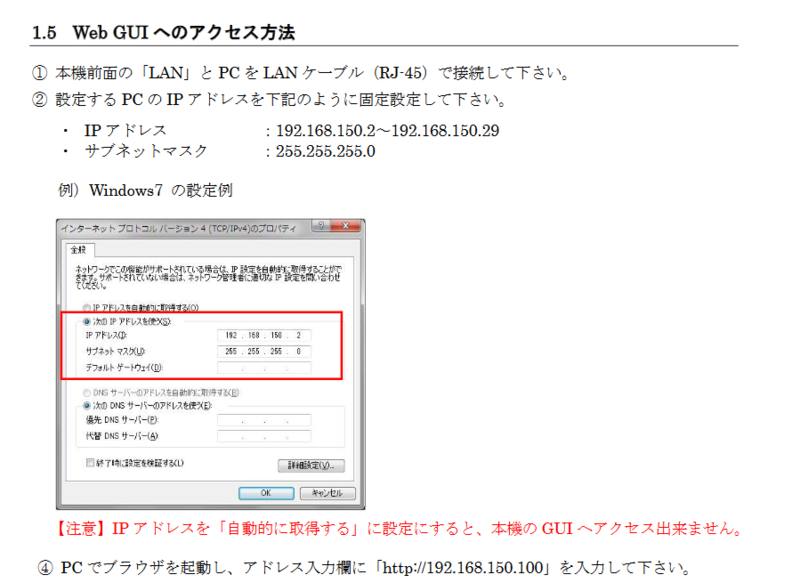 1.5 Web GUI へのアクセス方法
① 本機前面の「LAN」と PC を LAN ケーブル（RJ-45）で接続して下さい。
② 設定する PC の IP アドレスを下記のように固定設定して下さい。
・ IP アドレス ：192.168.150.2～192.168.150.29
・ サブネットマスク ：255.255.255.0
例）Windows7 の設定例
インターネット プロトコル バージョン 4 (TCP/IPv4)のプロパティ
全般
ネットワークでこの機能がサポートされている場合は、IP 設定を自動的に取得することがで
きます。サポートされていない場合は、ネットワーク管理者に適切な IP 設定を問い合わせ
てください。
IP アドレスを自動的に取得する(O)
次の IP アドレスを使う(S):
IP アドレス(I): 192 . 168 . 150 . 2
サブネット マスク(U): 255 . 255 . 255 . 0
デフォルト ゲートウェイ(D): . . .
DNS サーバーのアドレスを自動的に取得する(B)
次の DNS サーバーのアドレスを使う(E):
優先 DNS サーバー(P): . . .
代替 DNS サーバー(A) . . .
終了時に設定を検証する(L)
詳細設定(V)...
OK キャンセル
【注意】IP アドレスを「自動的に取得する」に設定にすると、本機の GUI へアクセス出来ません。
④ PC でブラウザを起動し、アドレス入力欄に「http://192.168.150.100」を入力して下さい。